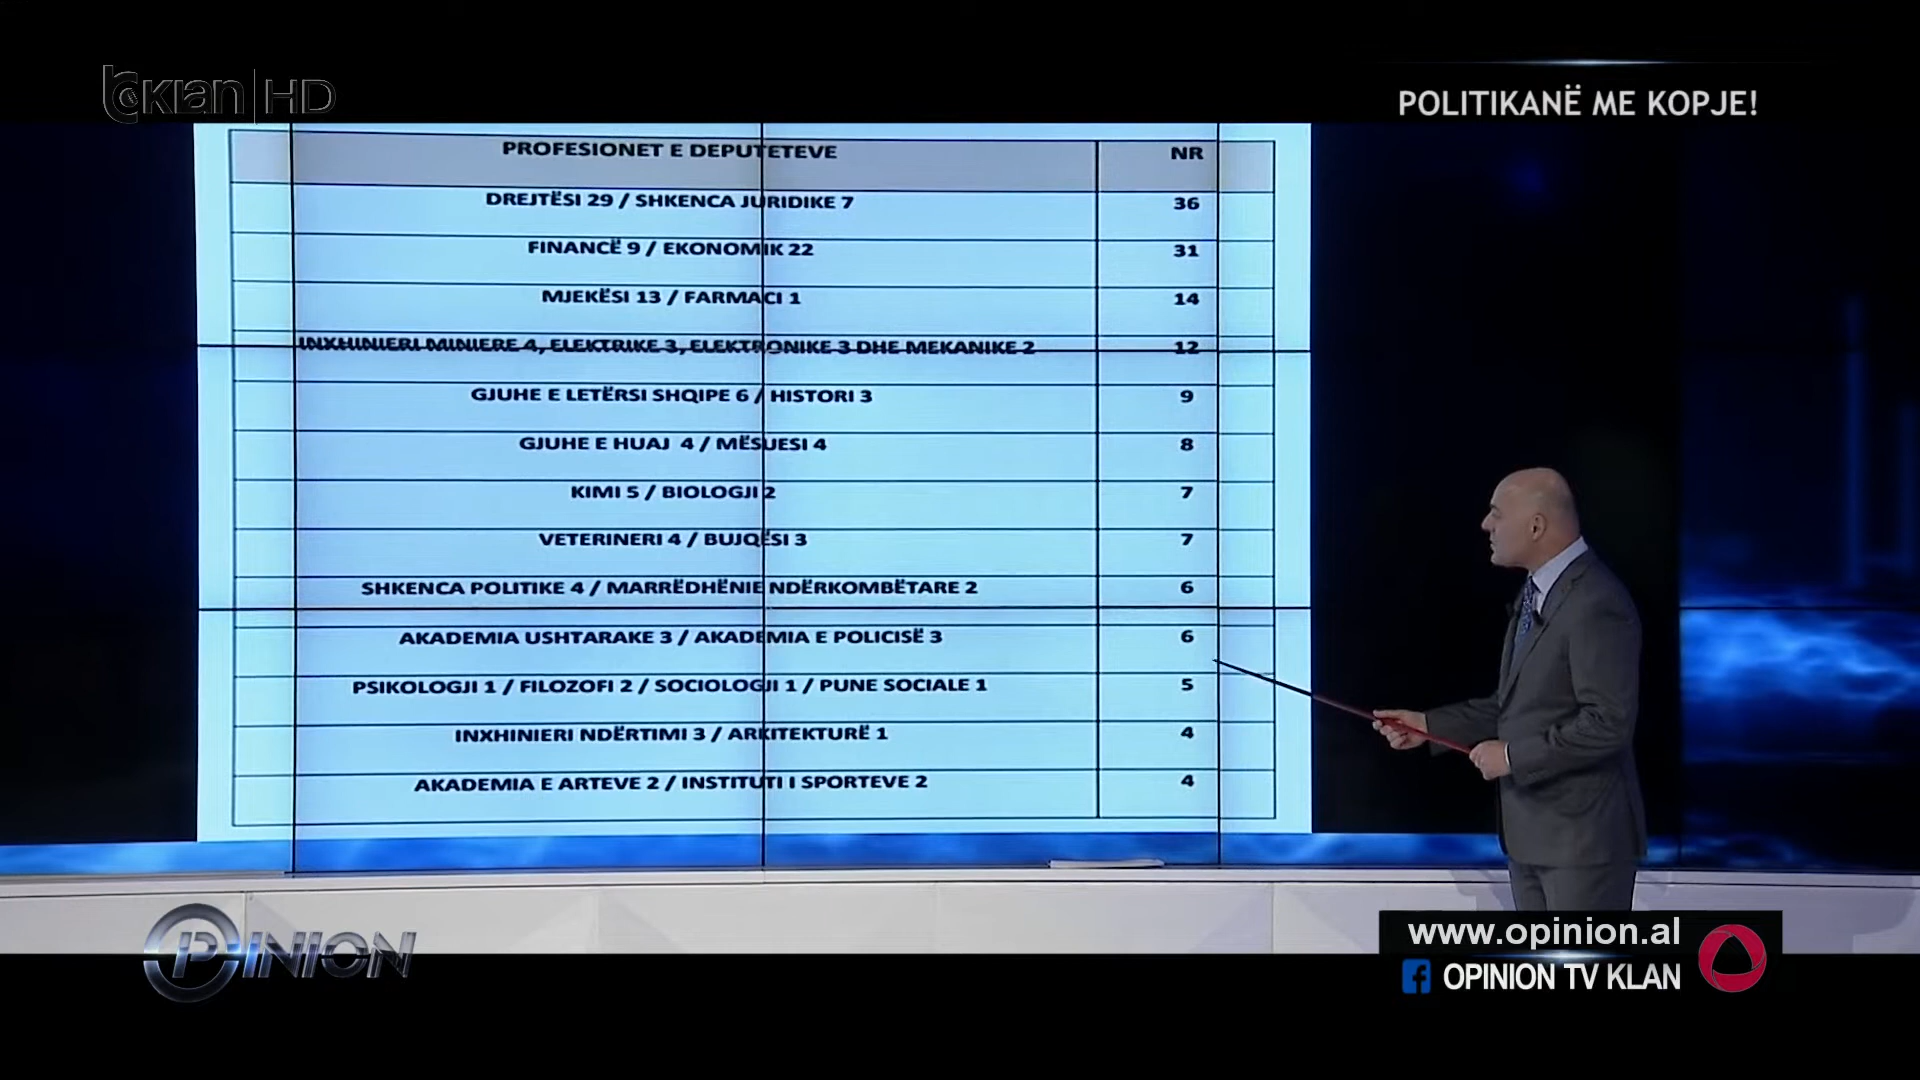 klan HD
POLITIKANË ME KOPJE!
PROFESIONET E DEPUTETEVE NR
DREJTËSI 29 / SHKENCA JURIDIKE 7 36
FINANCË 9 / EKONOMIK 22 31
MJEKËSI 13 / FARMACI 1 14
INXHINIERI MINIERE 4, ELEKTRIKE 3, ELEKTRONIKE 3 DHE MEKANIKE 2 12
GJUHE E LETËRSI SHQIPE 6 / HISTORI 3 9
GJUHE E HUAJ 4 / MËSUESI 4 8
KIMI 5 / BIOLOGJI 2 7
VETERINERI 4 / BUJQËSI 3 7
SHKENCA POLITIKE 4 / MARRËDHËNIE NDËRKOMBËTARE 2 6
AKADEMIA USHTARAKE 3 / AKADEMIA E POLICISË 3 6
PSIKOLOGJI 1 / FILOZOFI 2 / SOCIOLOGJI 1 / PUNE SOCIALE 1 5
INXHINIERI NDËRTIMI 3 / ARKITEKTURË 1 4
AKADEMIA E ARTEVE 2 / INSTITUTI I SPORTEVE 2 4
OPINION
www.opinion.al
OPINION TV KLAN